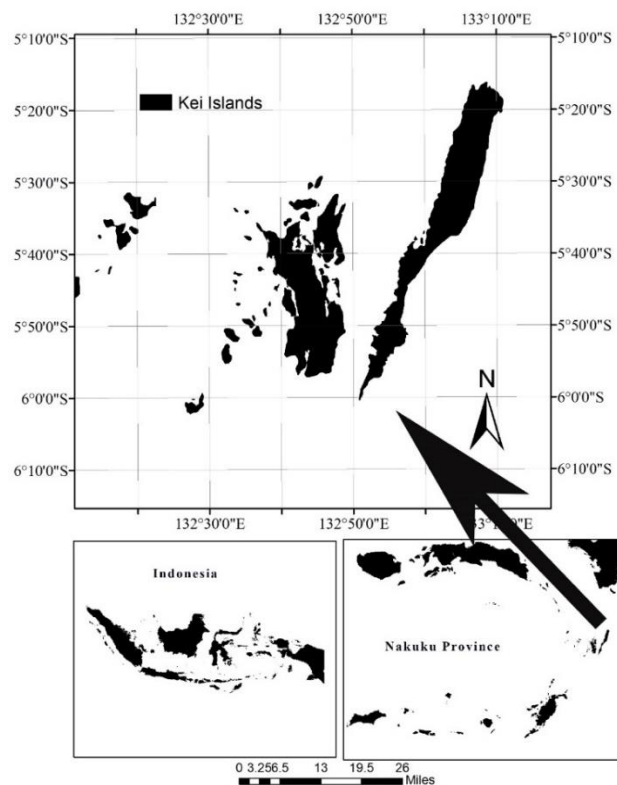 132°30'0"E 132°50'0"E 133°10'0"E
5°10'0"S 5°10'0"S
Kei Islands
5°20'0"S 5°20'0"S
5°30'0"S 5°30'0"S
5°40'0"S 5°40'0"S
5°50'0"S 5°50'0"S
6°0'0"S 6°0'0"S
N
6°10'0"S 6°10'0"S
132°30'0"E 132°50'0"E
Indonesia
Nakuku Province
0 3.256.5 13 19.5 26
Miles